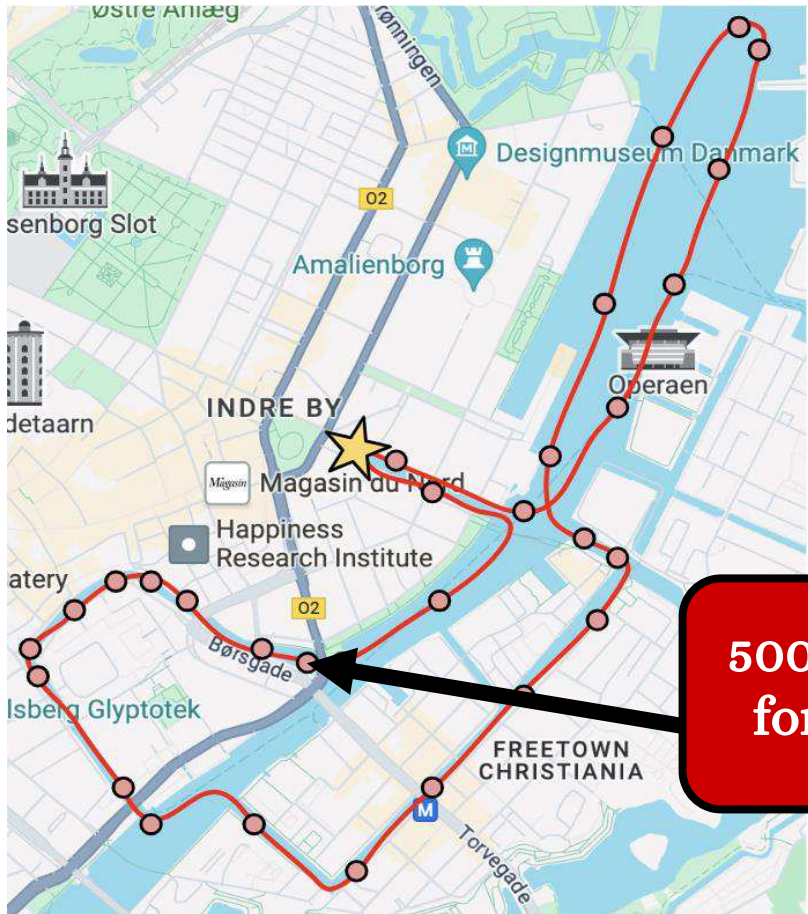 Østre Anlæg
rønningen
Designmuseum Danmark
O2
senborg Slot
Amalienborg
Operaen
INDRE BY
detaarn
Magasin
Magasin du Nord
Happiness
Research Institute
atery
O2
Børsgade
500
for
lsberg Glyptotek
FREETOWN
CHRISTIANIA
M
Torvegade